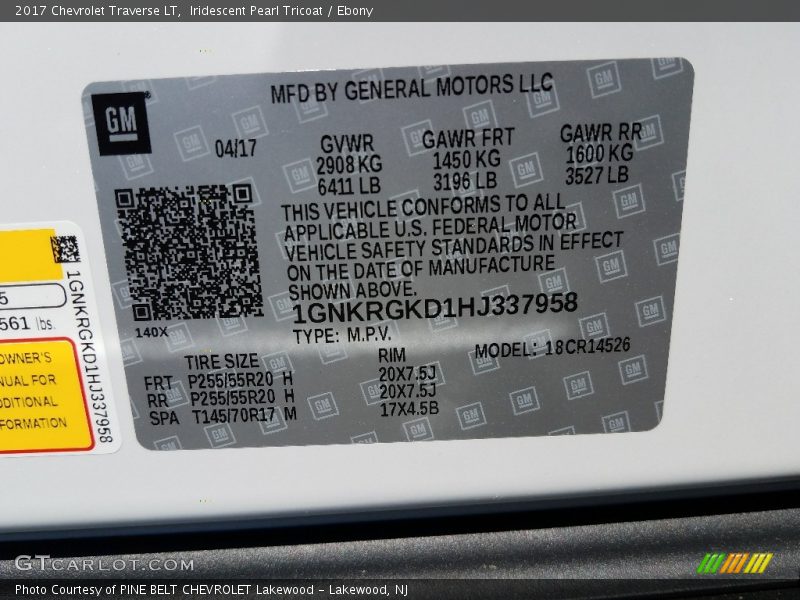 2017 Chevrolet Traverse LT, Iridescent Pearl Tricoat / Ebony
GM®
MFD BY GENERAL MOTORS LLC
04/17
GVWR GAWR FRT GAWR RR
2908 KG 1450 KG 1600 KG
6411 LB 3196 LB 3527 LB
THIS VEHICLE CONFORMS TO ALL
APPLICABLE U.S. FEDERAL MOTOR
VEHICLE SAFETY STANDARDS IN EFFECT
ON THE DATE OF MANUFACTURE
SHOWN ABOVE.
1GNKRGKD1HJ337958
140X
TYPE: M.P.V.
MODEL: 18CR14526
TIRE SIZE RIM
FRT P255/55R20 H 20X7.5J
RR P255/55R20 H 20X7.5J
SPA T145/70R17 M 17X4.5B
5
561 lbs.
OWNER'S
NUAL FOR
DDITIONAL
FORMATION
1GNKRGKD1HJ337958
GTCARLOT.COM
Photo Courtesy of PINE BELT CHEVROLET Lakewood - Lakewood, NJ